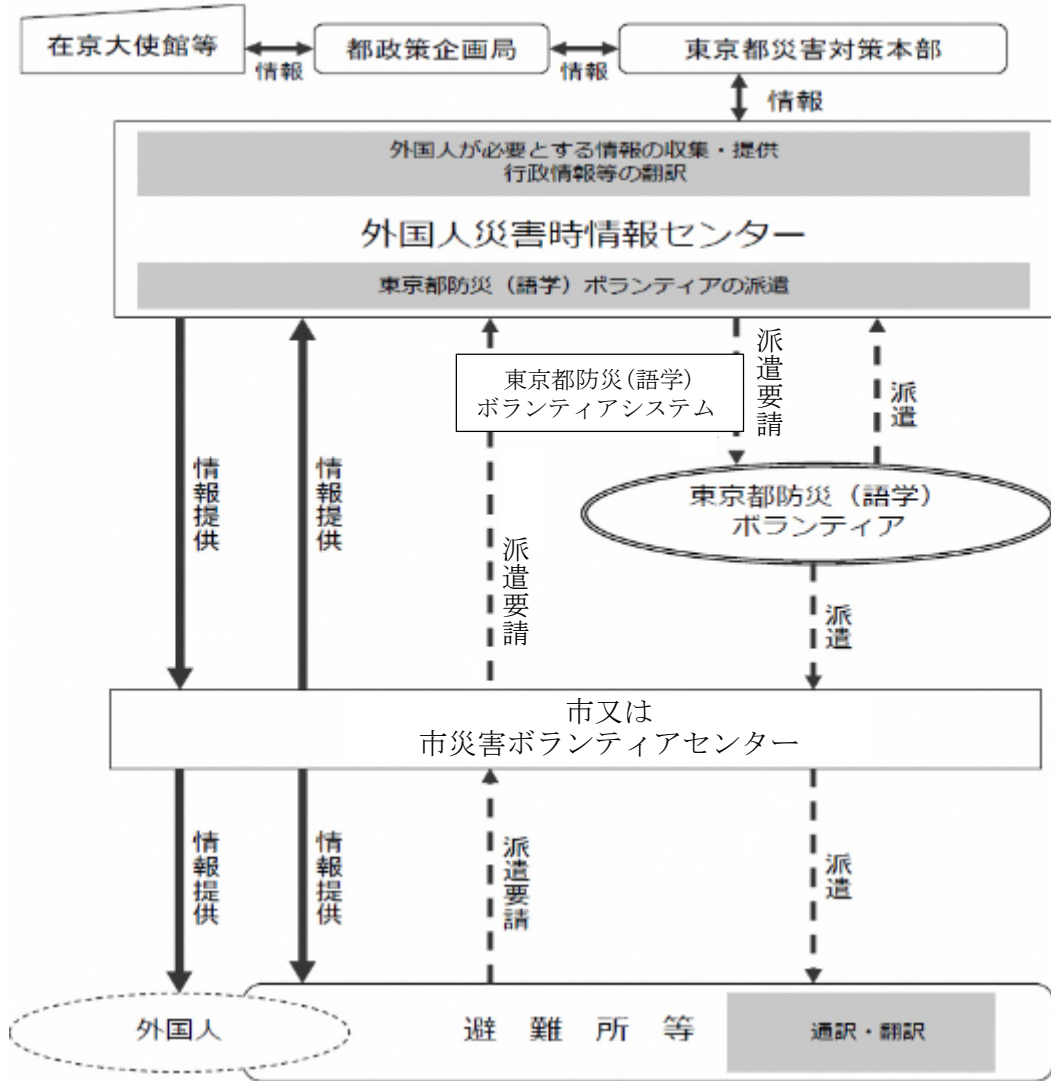 在京大使館等
情報
都政策企画局
情報
東京都災害対策本部
情報
外国人が必要とする情報の収集・提供
行政情報等の翻訳
外国人災害時情報センター
東京都防災（語学）ボランティアの派遣
東京都防災(語学)
ボランティアシステム
派遣要請
派遣
情報提供
情報提供
派遣要請
東京都防災（語学）
ボランティア
派遣
市又は
市災害ボランティアセンター
情報提供
情報提供
派遣要請
派遣
外国人
避難所等
通訳・翻訳